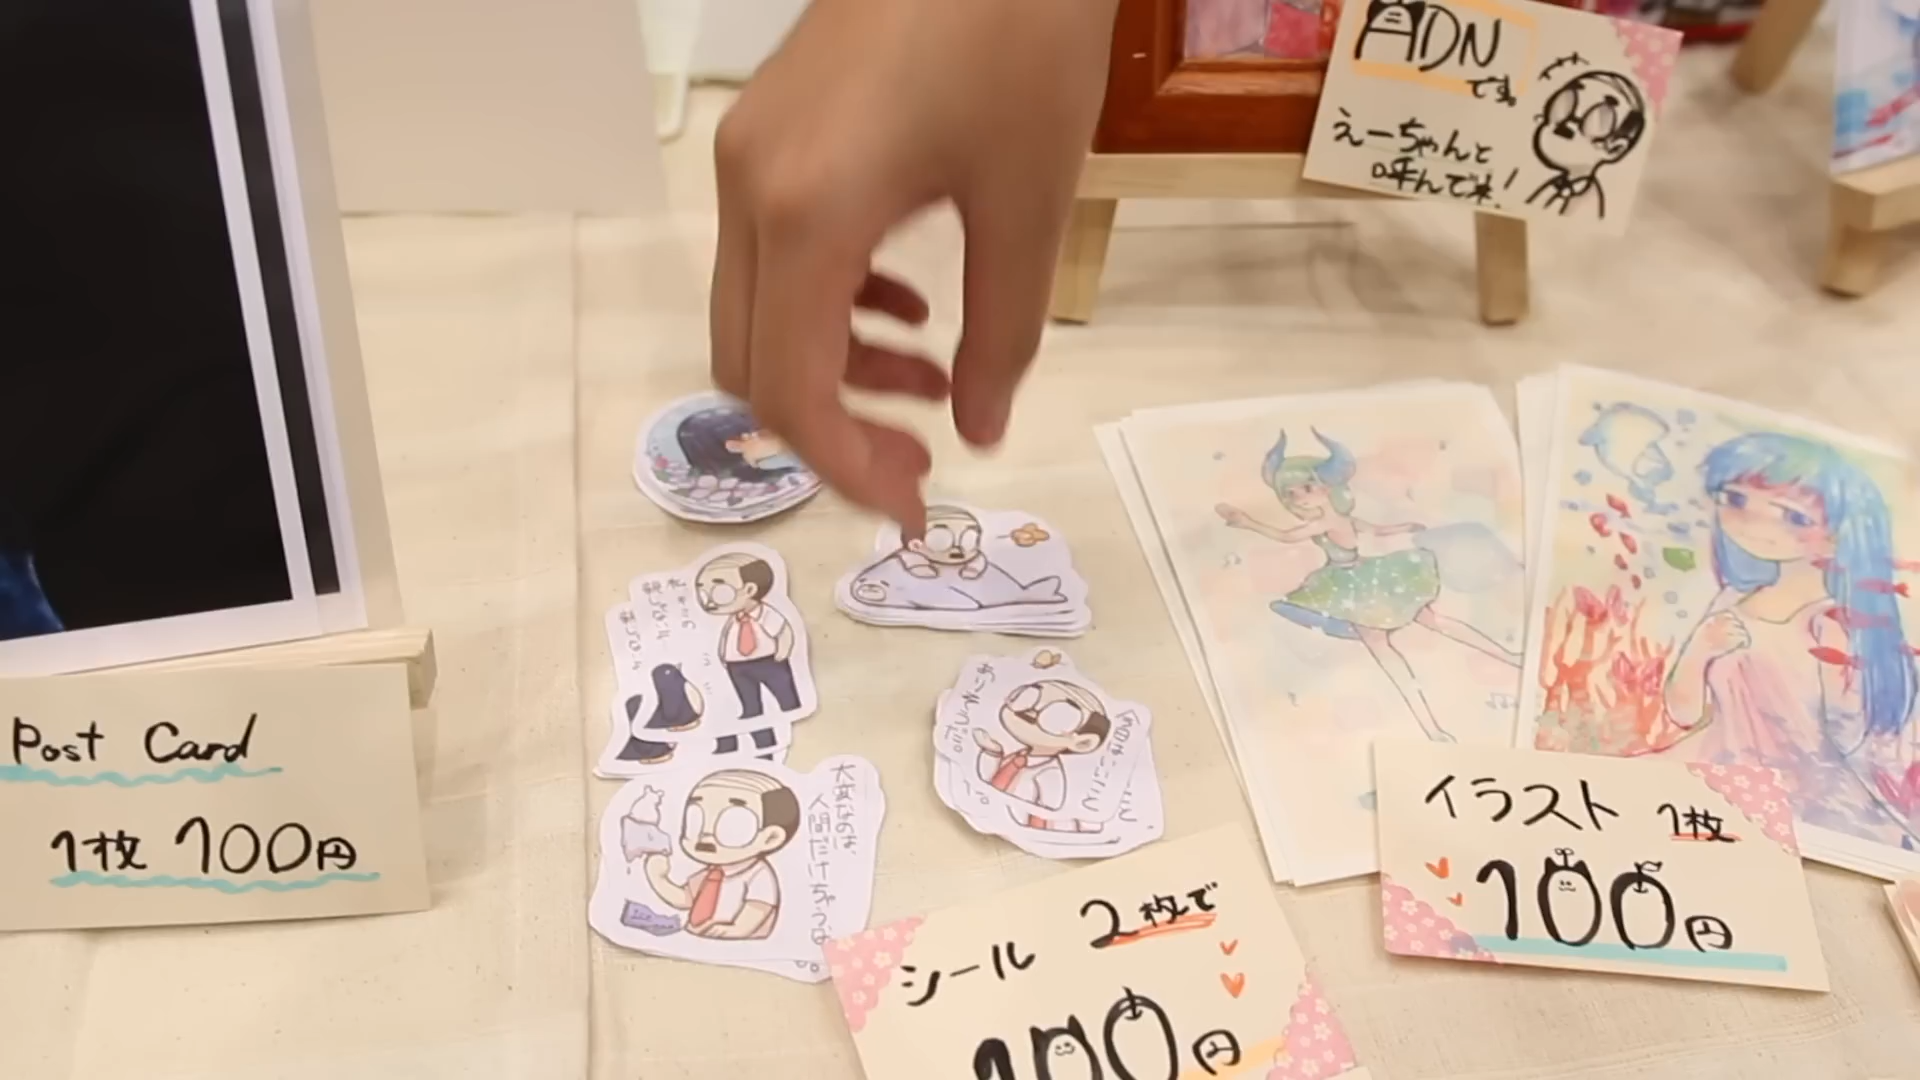 ADN
です。
えーちゃんと
呼んでネ!
Post Card
1枚 100円
大変なのは、
人間だけちゃうな
イラスト 1枚
100円
シール 2枚で
100円